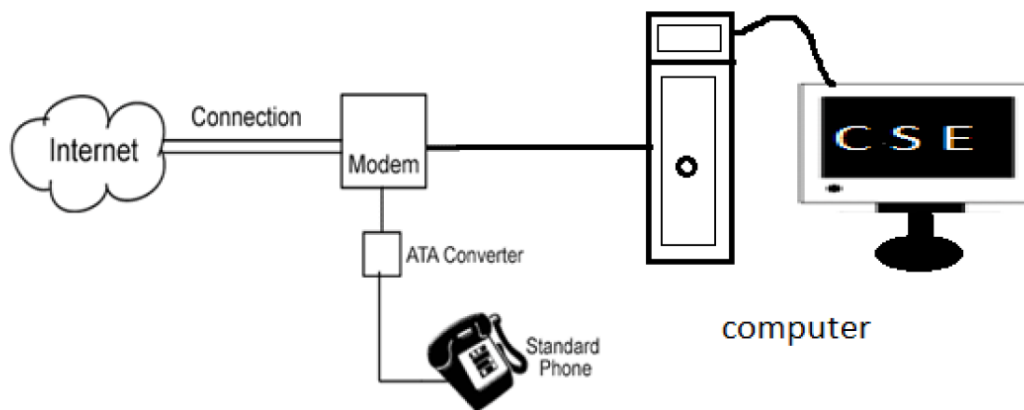 Internet
Connection
Modem
ATA Converter
Standard
Phone
C S E
computer